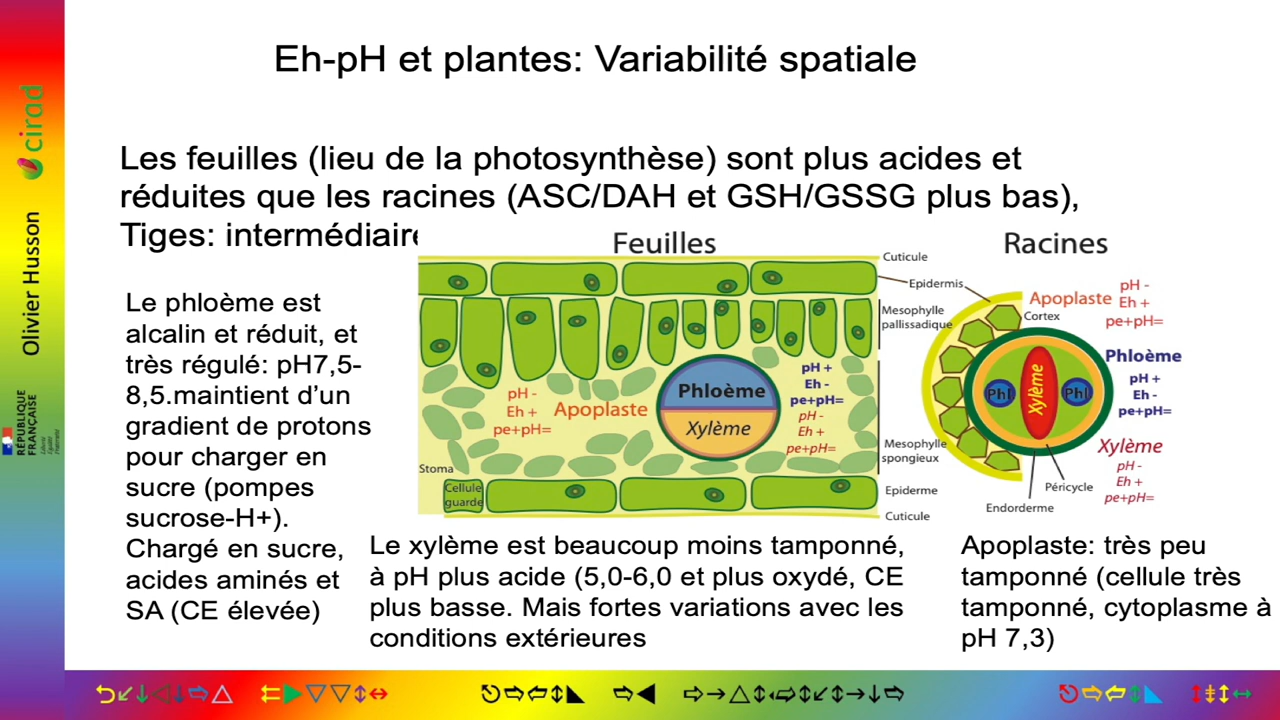 Eh-pH et plantes: Variabilité spatiale
Les feuilles (lieu de la photosynthèse) sont plus acides et
réduites que les racines (ASC/DAH et GSH/GSSG plus bas),
Tiges: intermédiaire
Le phloème est
alcalin et réduit, et
très régulé: pH7,5-
8,5.maintient d’un
gradient de protons
pour charger en
sucre (pompes
sucrose-H+).
Chargé en sucre,
acides aminés et
SA (CE élevée)
Feuilles
Cuticule
Epidermis
Mesophylle
pallissadique
pH -
Eh +
pe+pH=
Apoplaste
Phloème
Xylème
pH +
Eh -
pe+pH=
pH -
Eh +
pe+pH=
Stoma
Cellule
guarde
Mesophylle
spongieux
Epiderme
Cuticule
Racines
Apoplaste
Cortex
pH -
Eh +
pe+pH=
Phl
Xylème
Phl
Phloème
pH +
Eh -
pe+pH=
Xylème
pH -
Eh +
pe+pH=
Péricycle
Endorderme
Le xylème est beaucoup moins tamponné,
à pH plus acide (5,0-6,0 et plus oxydé, CE
plus basse. Mais fortes variations avec les
conditions extérieures
Apoplaste: très peu
tamponné (cellule très
tamponné, cytoplasme à
pH 7,3)
cirad
Olivier Husson
RÉPUBLIQUE
FRANÇAISE